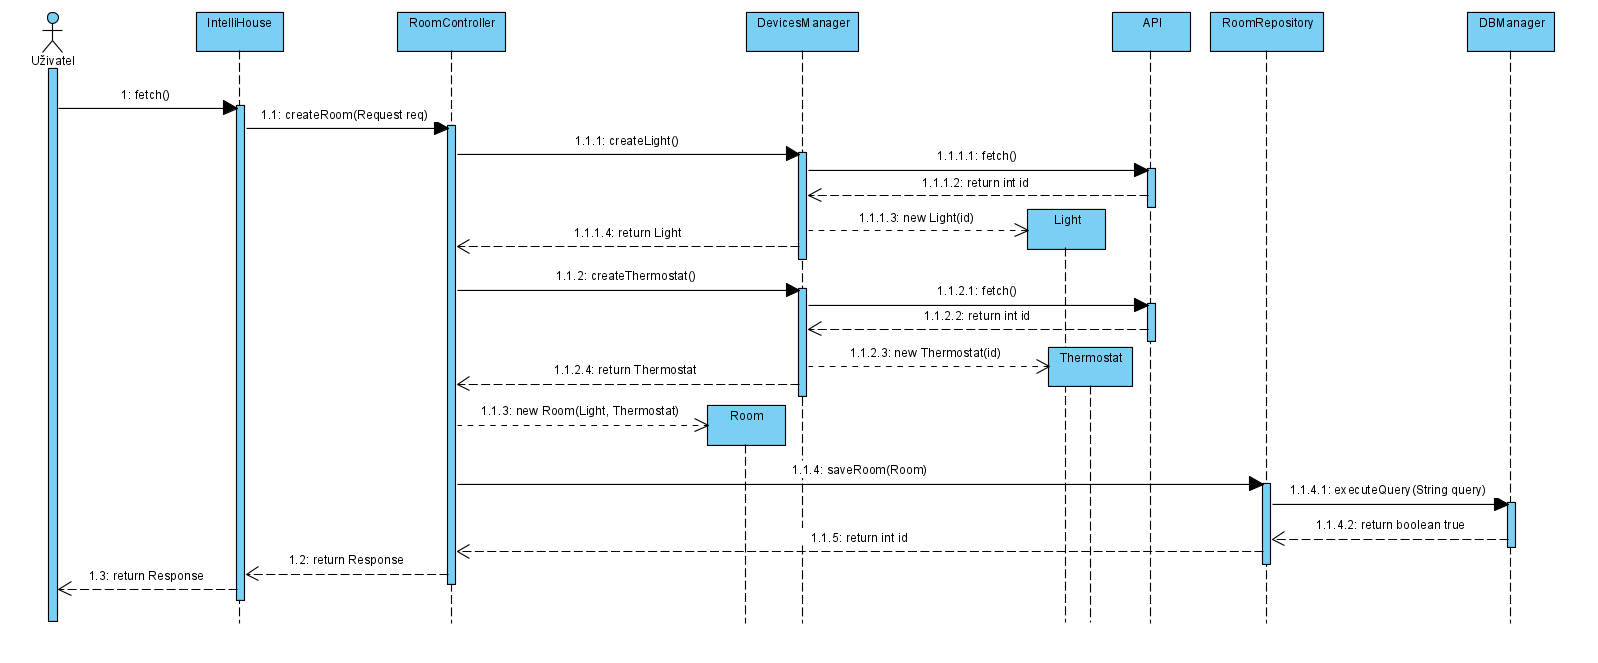 IntelliHouse
RoomController
DevicesManager
API
RoomRepository
DBManager
Uživatel
1: fetch()
1.1: createRoom(Request req)
1.1.1: createLight()
1.1.1.1: fetch()
1.1.1.2: return int id
1.1.1.3: new Light(id)
Light
1.1.1.4: return Light
1.1.2: createThermostat()
1.1.2.1: fetch()
1.1.2.2: return int id
1.1.2.3: new Thermostat(id)
Thermostat
1.1.2.4: return Thermostat
1.1.3: new Room(Light, Thermostat)
Room
1.1.4: saveRoom(Room)
1.1.4.1: executeQuery(String query)
1.1.4.2: return boolean true
1.1.5: return int id
1.2: return Response
1.3: return Response